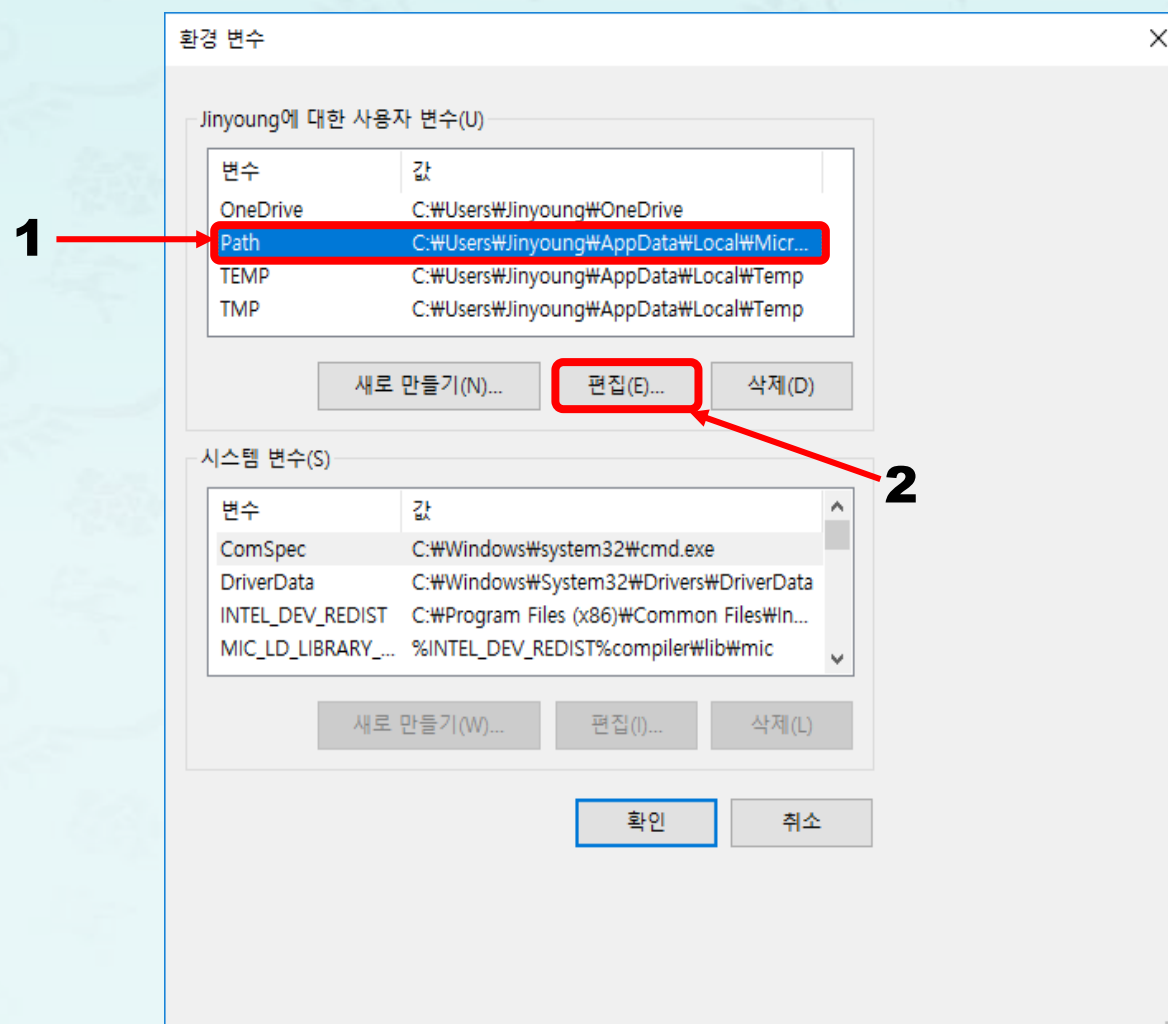 환경 변수
Jinyoung에 대한 사용자 변수(U)
변수 값
OneDrive C:₩Users₩Jinyoung₩OneDrive
1
Path C:₩Users₩Jinyoung₩AppData₩Local₩Micr...
TEMP C:₩Users₩Jinyoung₩AppData₩Local₩Temp
TMP C:₩Users₩Jinyoung₩AppData₩Local₩Temp
새로 만들기(N)... 편집(E)... 삭제(D)
시스템 변수(S)
2
변수 값
ComSpec C:₩Windows₩system32₩cmd.exe
DriverData C:₩Windows₩System32₩Drivers₩DriverData
INTEL_DEV_REDIST C:₩Program Files (x86)₩Common Files₩In...
MIC_LD_LIBRARY_... %INTEL_DEV_REDIST%compiler₩lib₩mic
새로 만들기(W)... 편집(I)... 삭제(L)
확인 취소